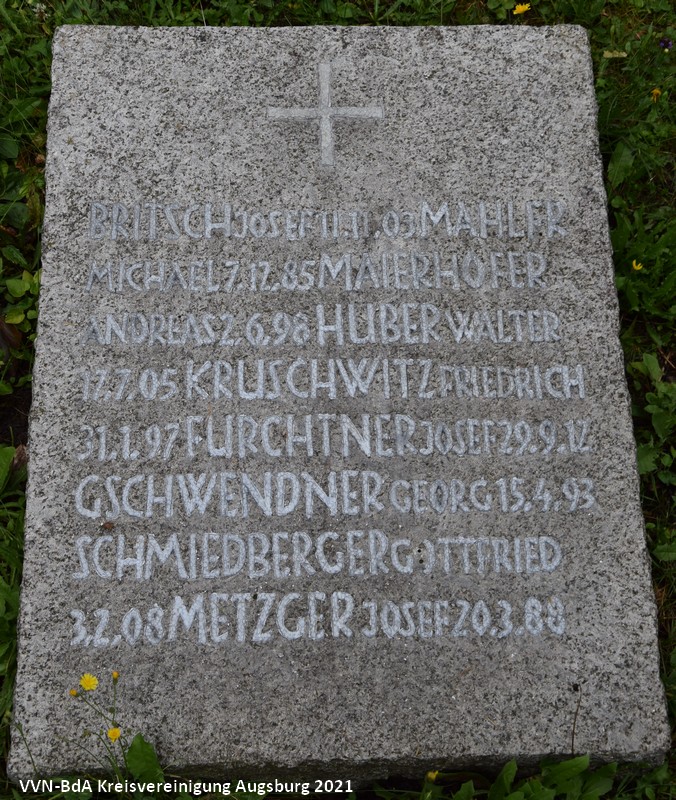 BRITSCH JOSEF 11.11.03 MAHLER
MICHAEL 7.12.85 MAIERHOFER
ANDREAS 2.6.98 HUBER WALTER
17.7.05 KRUSCHWITZ FRIEDRICH
31.1.97 FURCHTNER JOSEF 29.9.12
GSCHWENDNER GEORG 15.4.93
SCHMIEDBERGER GOTTFRIED
3.2.08 METZGER JOSEF 20.3.88
VVN-BdA Kreisvereinigung Augsburg 2021